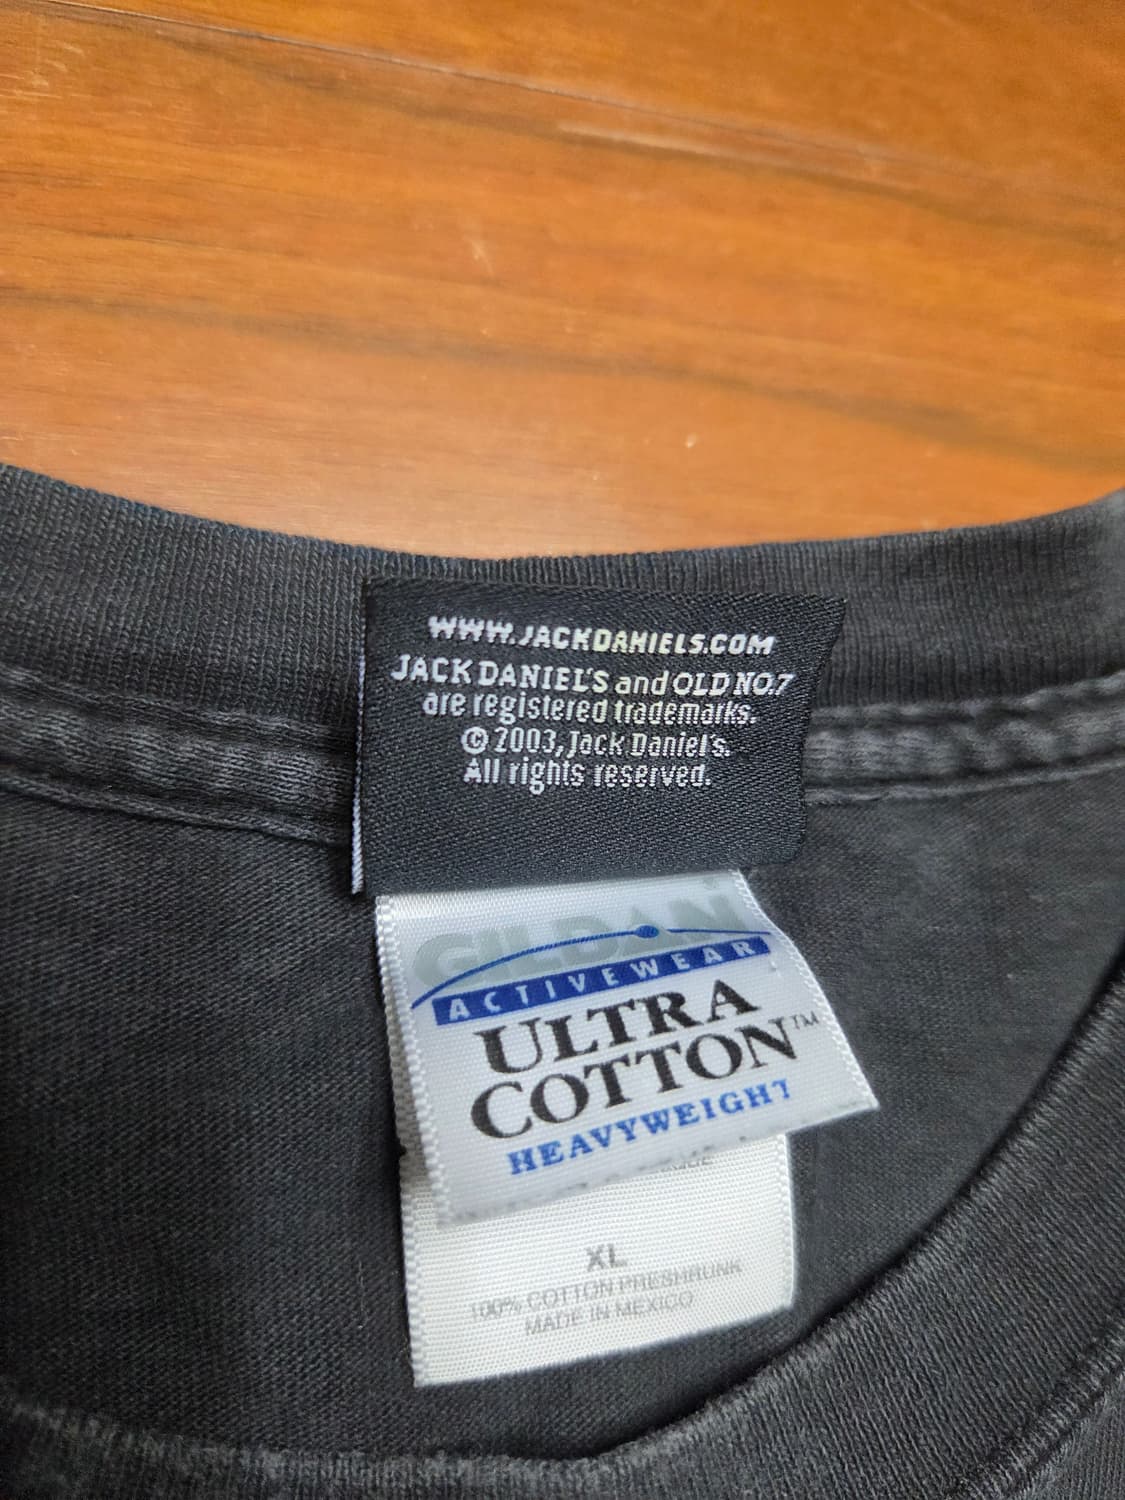 WWW.JACKDANIELS.COM
JACK DANIEL'S and OLD NO.7
are registered trademarks.
© 2003, Jack Daniel's.
All rights reserved.
GILDAN
ACTIVEWEAR
ULTRA
COTTON™
HEAVYWEIGHT
XL
100% COTTON PRESHRUNK
MADE IN MEXICO